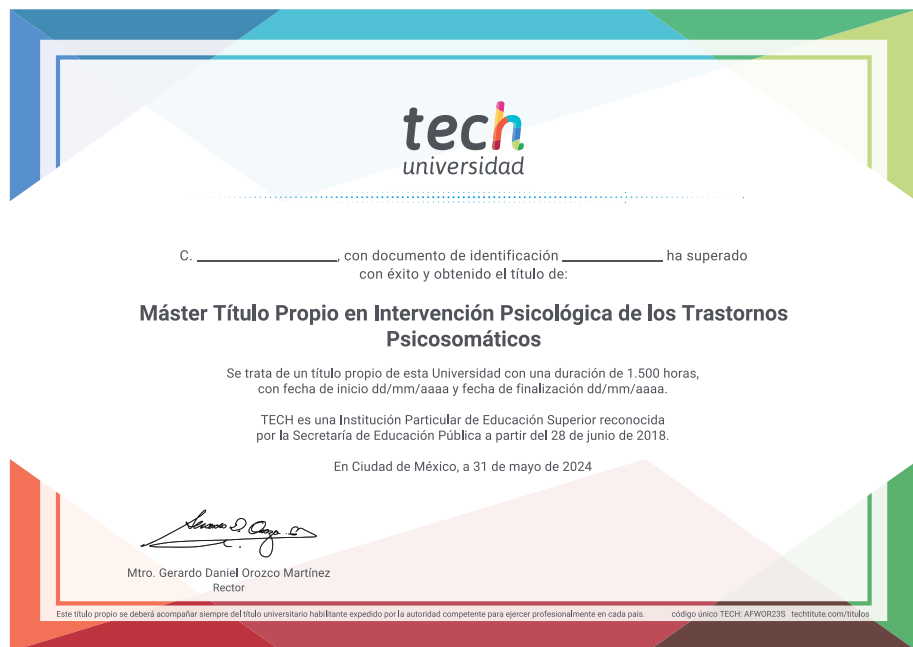 tech
universidad
C. ____________________, con documento de identificación ______________ ha superado
con éxito y obtenido el título de:
Máster Título Propio en Intervención Psicológica de los Trastornos
Psicosomáticos
Se trata de un título propio de esta Universidad con una duración de 1.500 horas,
con fecha de inicio dd/mm/aaaa y fecha de finalización dd/mm/aaaa.
TECH es una Institución Particular de Educación Superior reconocida
por la Secretaría de Educación Pública a partir del 28 de junio de 2018.
En Ciudad de México, a 31 de mayo de 2024
Mtro. Gerardo Daniel Orozco Martínez
Rector
Este título propio se deberá acompañar siempre del título universitario habilitante expedido por la autoridad competente para ejercer profesionalmente en cada país. código único TECH: AFWOR23S techtitute.com/titulos